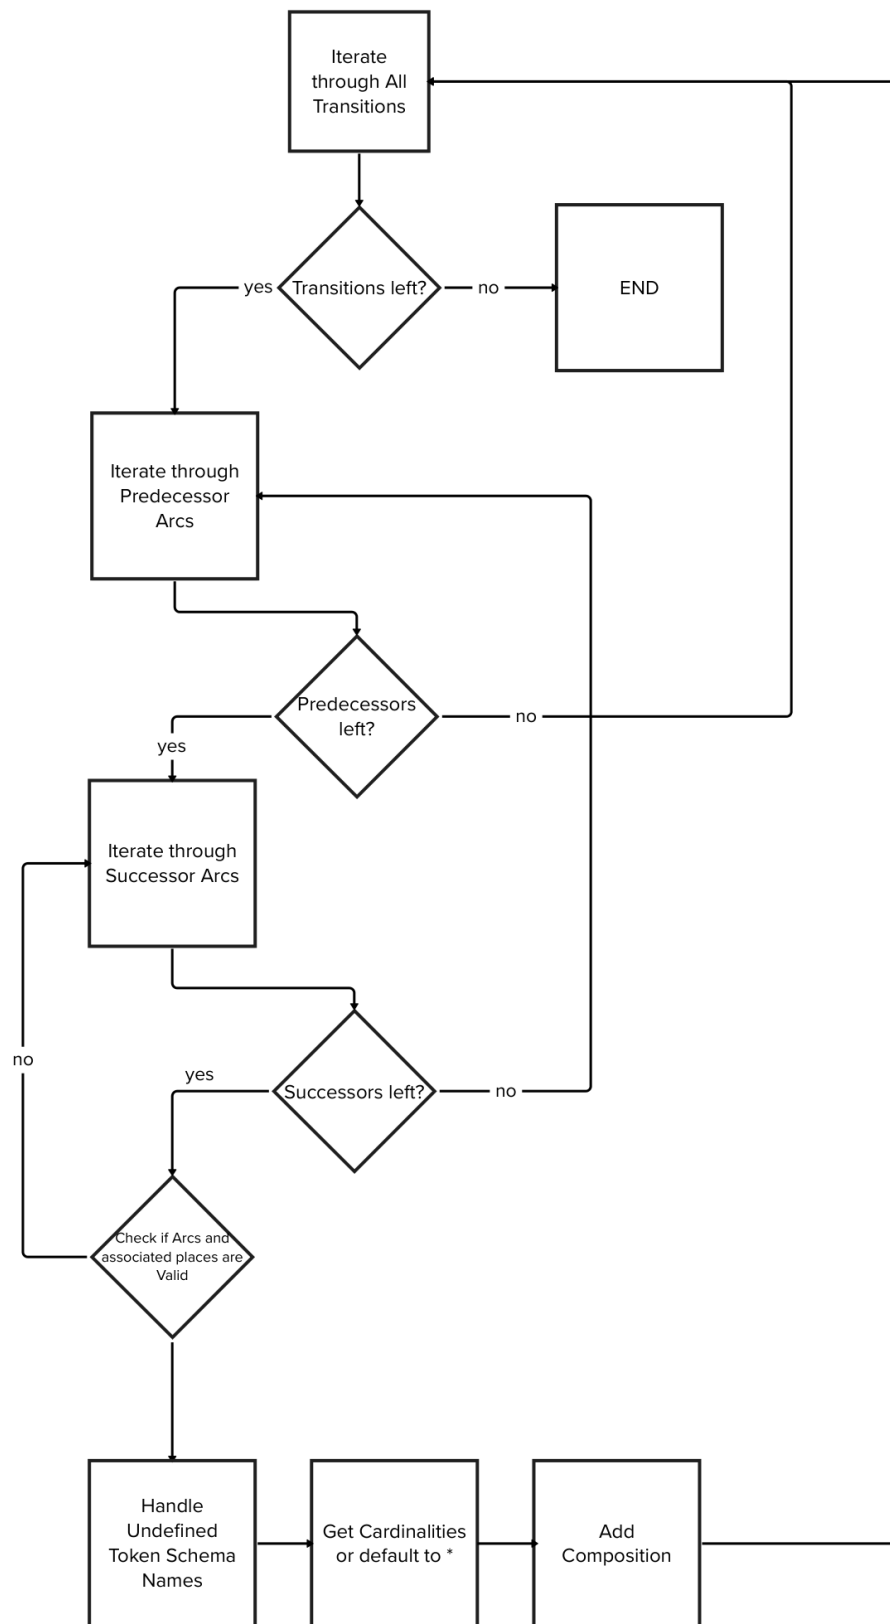 Iterate
through All
Transitions
yes
Transitions left?
no
END
Iterate through
Predecessor
Arcs
Predecessors
left?
no
yes
Iterate through
Successor Arcs
no
yes
Successors left?
no
Check if Arcs and
associated places are
Valid
Handle
Undefined
Token Schema
Names
Get Cardinalities
or default to *
Add
Composition